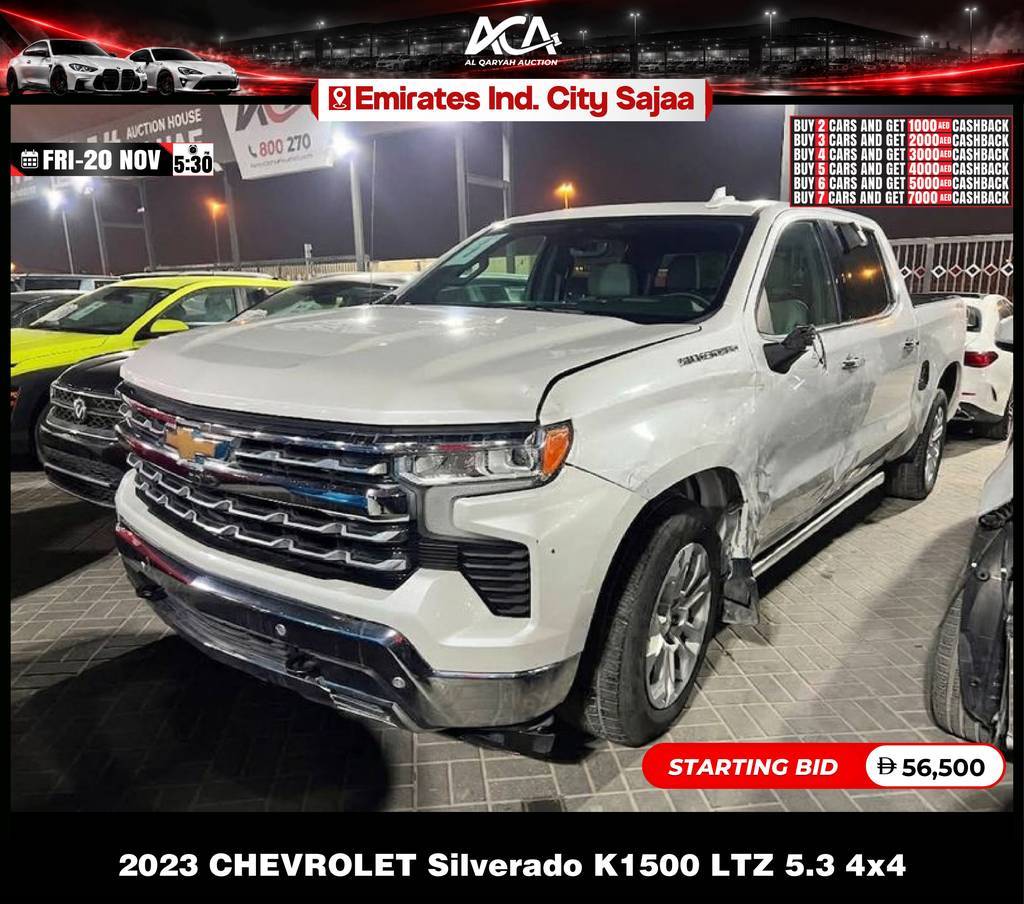 ACA
AL QARYAH AUCTION
Emirates Ind. City Sajaa
AUCTION HOUSE
800 270
FRI-20 NOV 5:30
BUY 2 CARS AND GET 1000 AED CASHBACK
BUY 3 CARS AND GET 2000 AED CASHBACK
BUY 4 CARS AND GET 3000 AED CASHBACK
BUY 5 CARS AND GET 4000 AED CASHBACK
BUY 6 CARS AND GET 5000 AED CASHBACK
BUY 7 CARS AND GET 7000 AED CASHBACK
SILVERADO
STARTING BID 56,500
2023 CHEVROLET Silverado K1500 LTZ 5.3 4x4